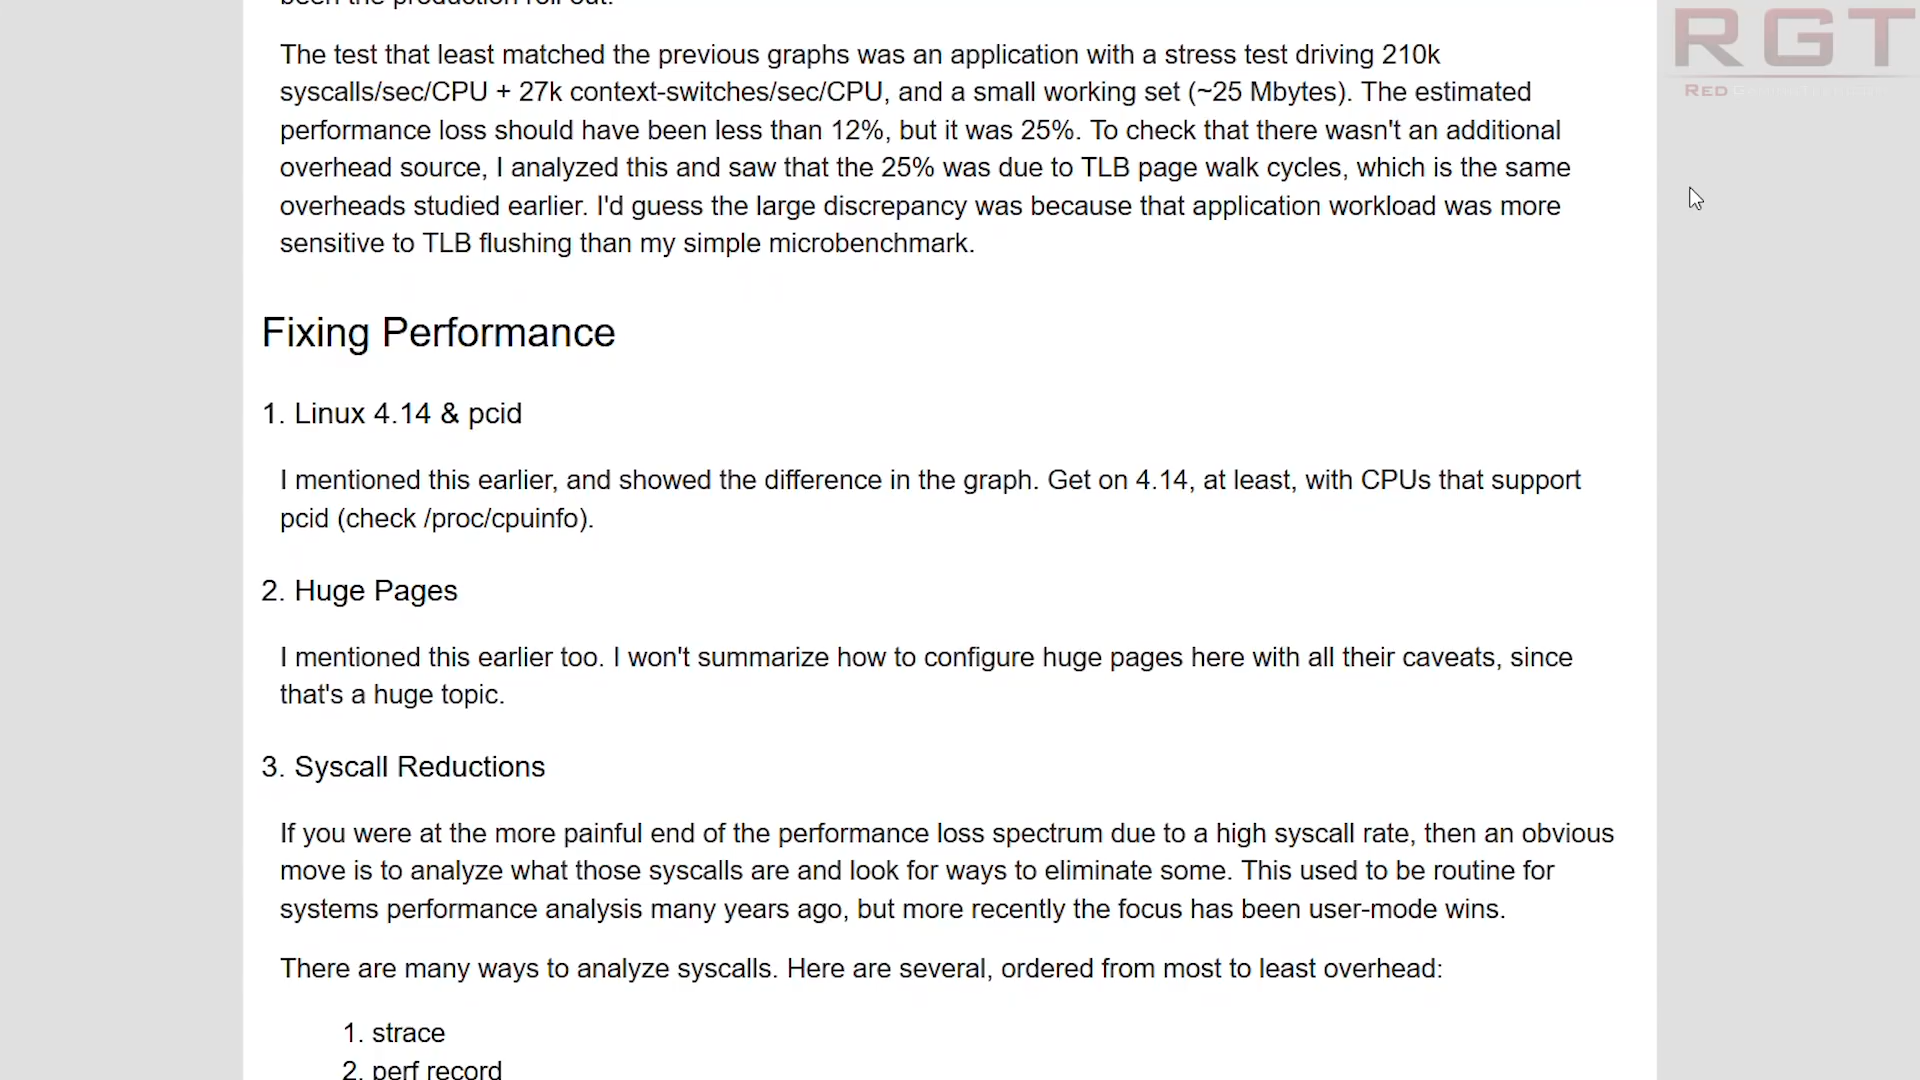 been the production roll out.
RGT
The test that least matched the previous graphs was an application with a stress test driving 210k
syscalls/sec/CPU + 27k context-switches/sec/CPU, and a small working set (~25 Mbytes). The estimated
performance loss should have been less than 12%, but it was 25%. To check that there wasn't an additional
overhead source, I analyzed this and saw that the 25% was due to TLB page walk cycles, which is the same
overheads studied earlier. I'd guess the large discrepancy was because that application workload was more
sensitive to TLB flushing than my simple microbenchmark.
Fixing Performance
1. Linux 4.14 & pcid
I mentioned this earlier, and showed the difference in the graph. Get on 4.14, at least, with CPUs that support
pcid (check /proc/cpuinfo).
2. Huge Pages
I mentioned this earlier too. I won't summarize how to configure huge pages here with all their caveats, since
that's a huge topic.
3. Syscall Reductions
If you were at the more painful end of the performance loss spectrum due to a high syscall rate, then an obvious
move is to analyze what those syscalls are and look for ways to eliminate some. This used to be routine for
systems performance analysis many years ago, but more recently the focus has been user-mode wins.
There are many ways to analyze syscalls. Here are several, ordered from most to least overhead:
1. strace
2. perf record